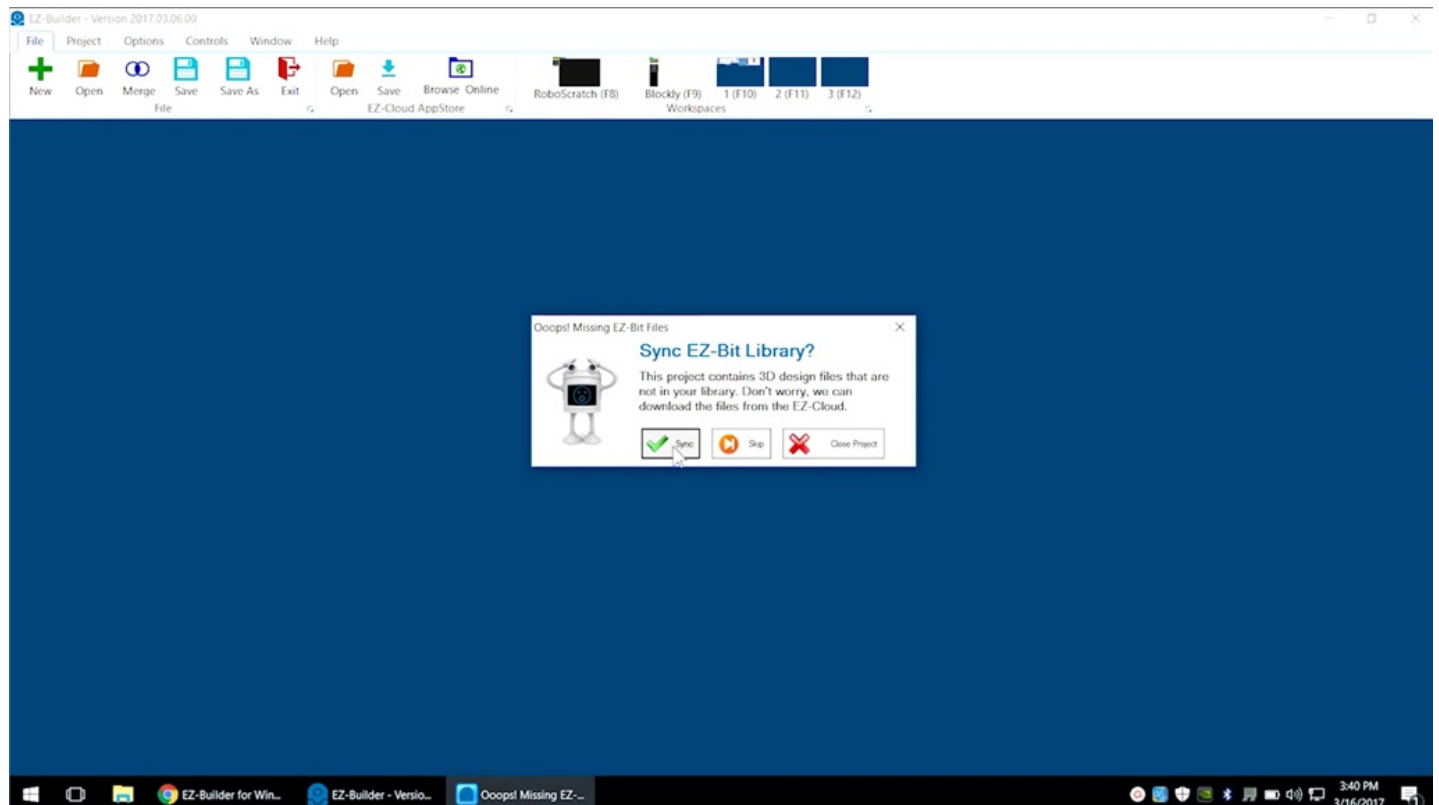 EZ-Builder - Version 2017.03.06.00
File Project Options Controls Window Help
New Open Merge Save Save As Exit Open Save Browse Online RoboScratch (F8) Blockly (F9) 1 (F10) 2 (F11) 3 (F12)
File EZ-Cloud AppStore Workspaces
Ooops! Missing EZ-Bit Files
Sync EZ-Bit Library?
This project contains 3D design files that are
not in your library. Don't worry, we can
download the files from the EZ-Cloud.
Sync Skip Close Project
EZ-Builder for Win... EZ-Builder - Versio... Ooops! Missing EZ-... 3:40 PM
3/16/2017